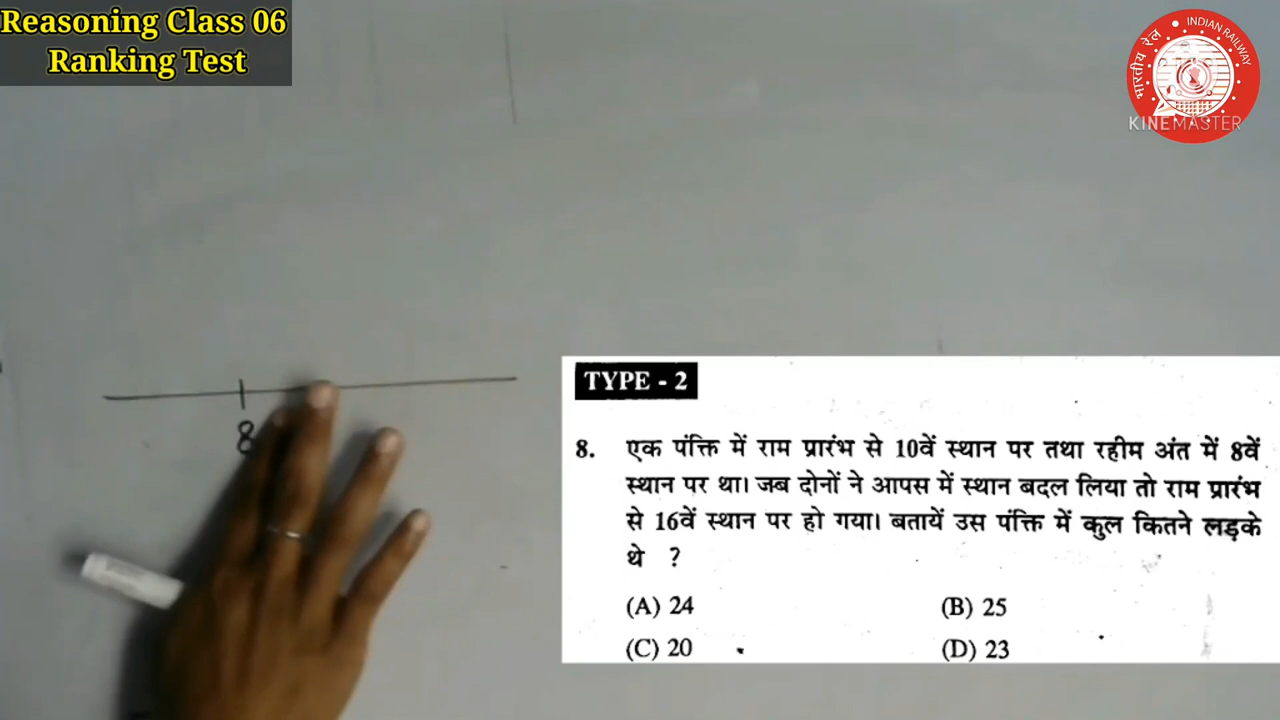 Reasoning Class 06
Ranking Test
भारतीय रेल
INDIAN RAILWAY
KINEMASTER
8
TYPE - 2
8. एक पंक्ति में राम प्रारंभ से 10वें स्थान पर तथा रहीम अंत में 8वें
स्थान पर था। जब दोनों ने आपस में स्थान बदल लिया तो राम प्रारंभ
से 16वें स्थान पर हो गया। बतायें उस पंक्ति में कुल कितने लड़के
थे ?
(A) 24 (B) 25
(C) 20 (D) 23